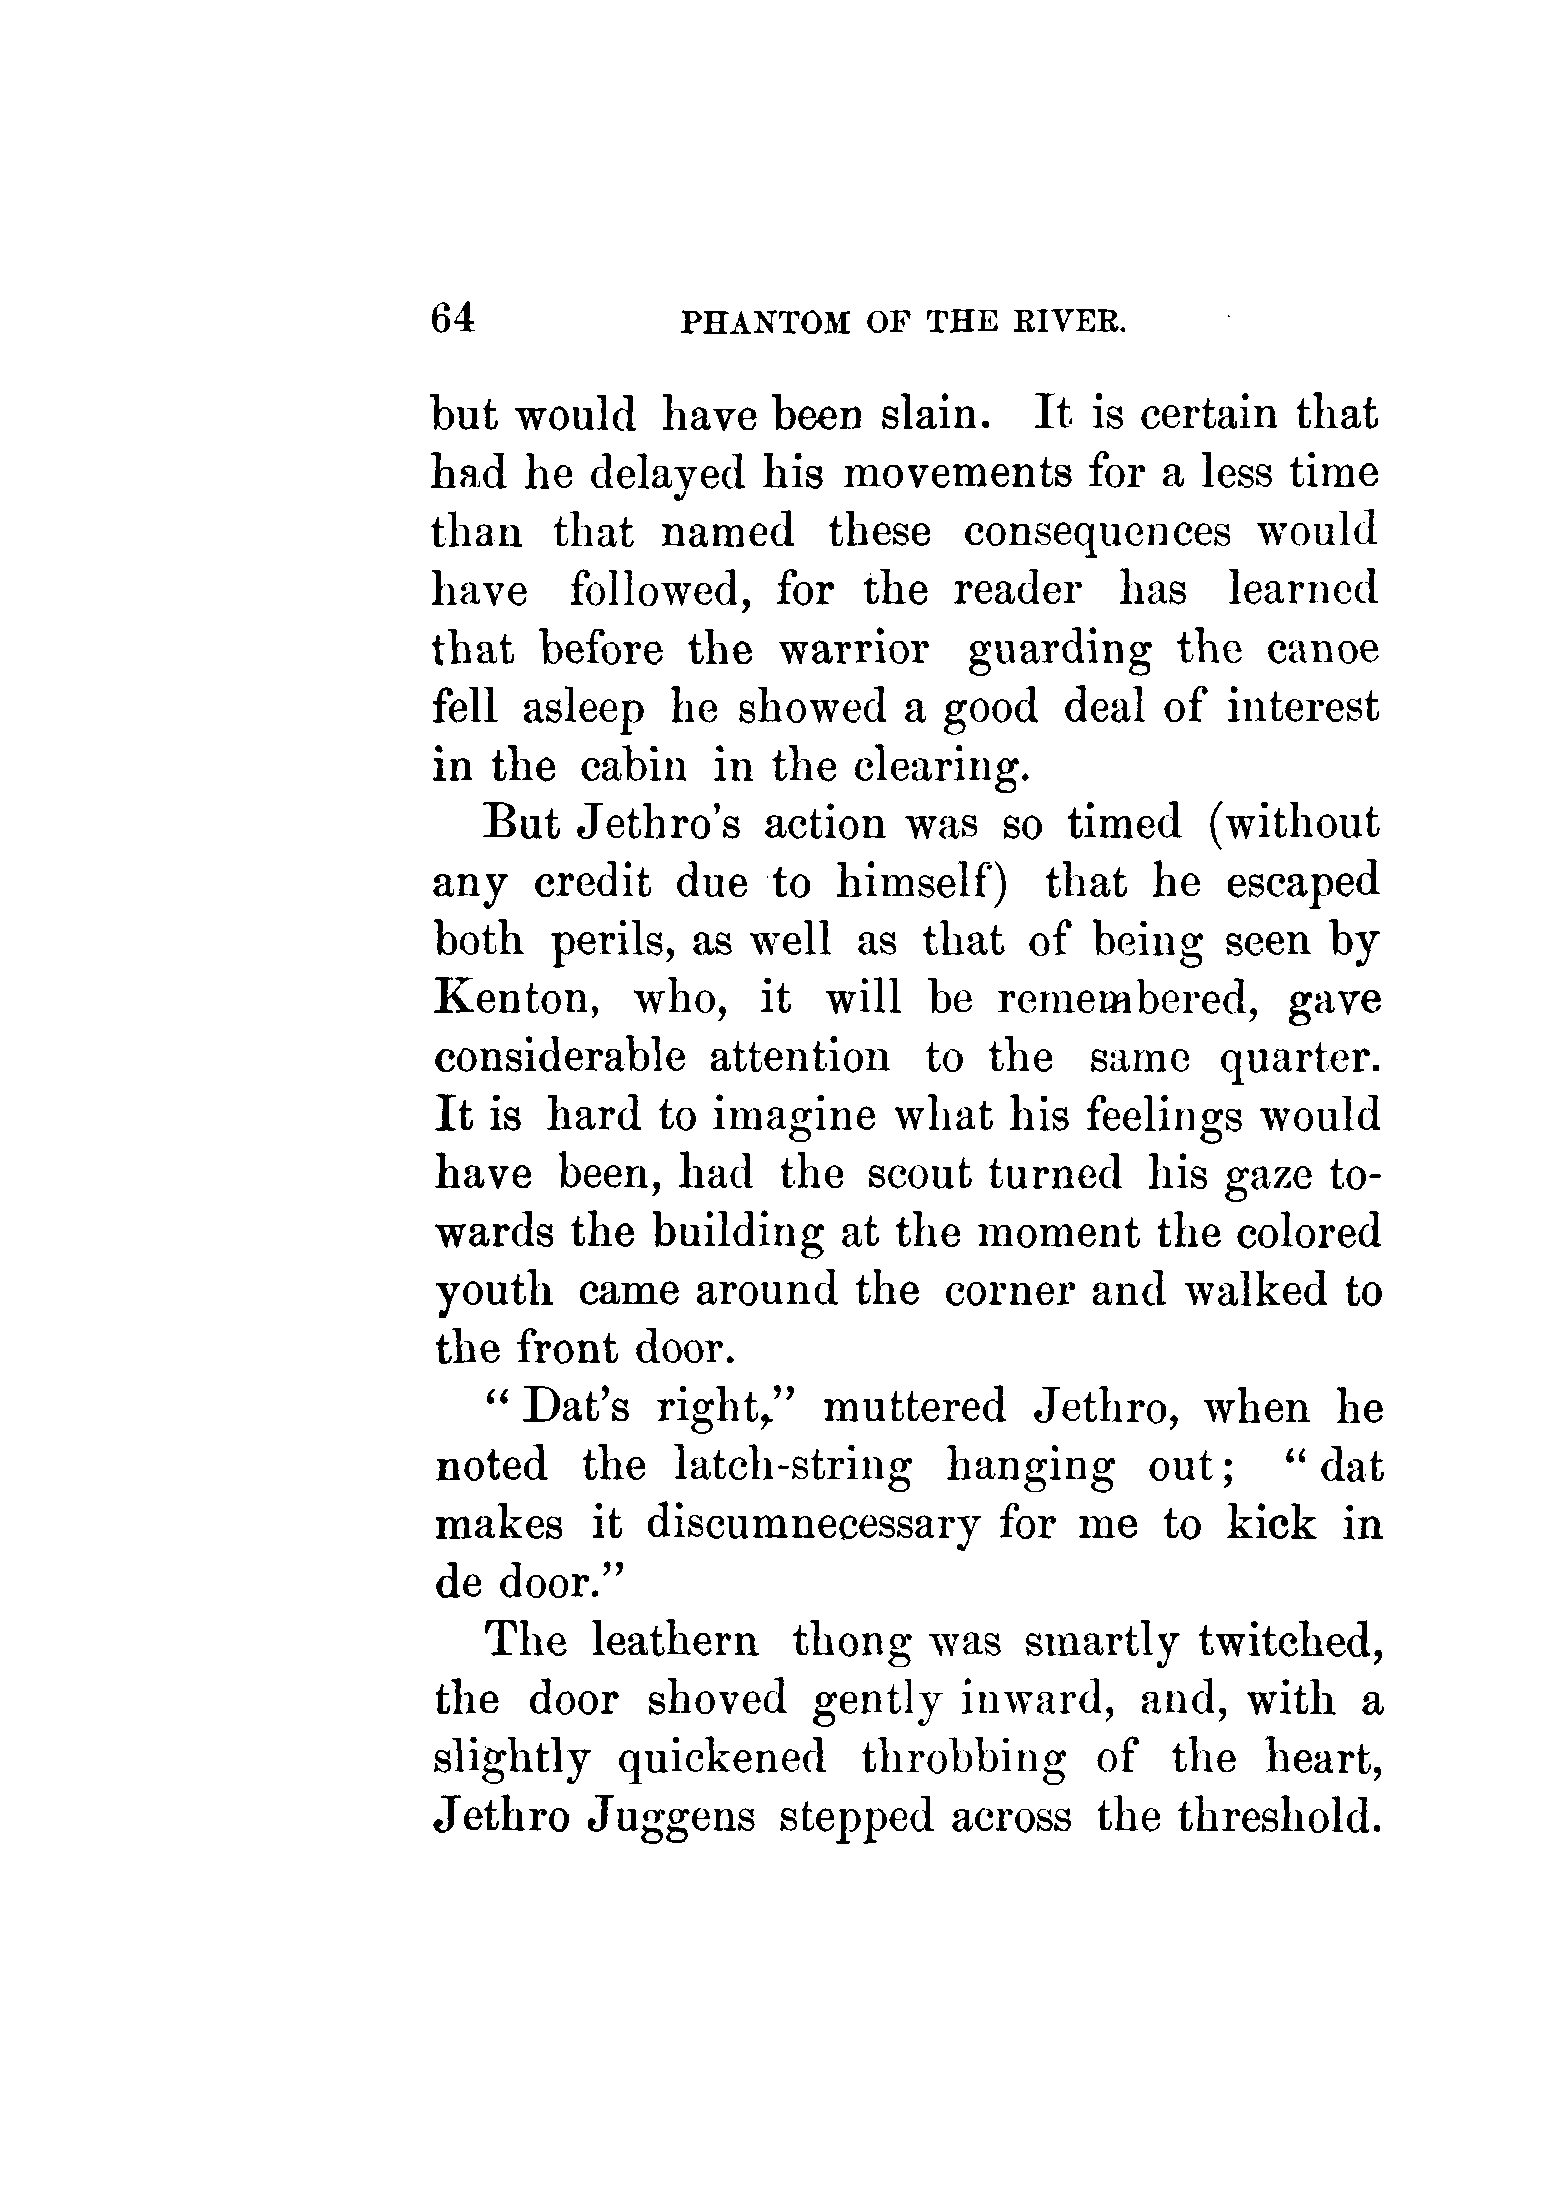 64 PHANTOM OF THE RIVER.
but would have been slain. It is certain that
had he delayed his movements for a less time
than that named these consequences would
have followed, for the reader has learned
that before the warrior guarding the canoe
fell asleep he showed a good deal of interest
in the cabin in the clearing.
But Jethro's action was so timed (without
any credit due to himself) that he escaped
both perils, as well as that of being seen by
Kenton, who, it will be remembered, gave
considerable attention to the same quarter.
It is hard to imagine what his feelings would
have been, had the scout turned his gaze to-
wards the building at the moment the colored
youth came around the corner and walked to
the front door.
“ Dat's right,” muttered Jethro, when he
noted the latch-string hanging out; “ dat
makes it discumnecessary for me to kick in
de door.”
The leathern thong was smartly twitched,
the door shoved gently inward, and, with a
slightly quickened throbbing of the heart,
Jethro Juggens stepped across the threshold.